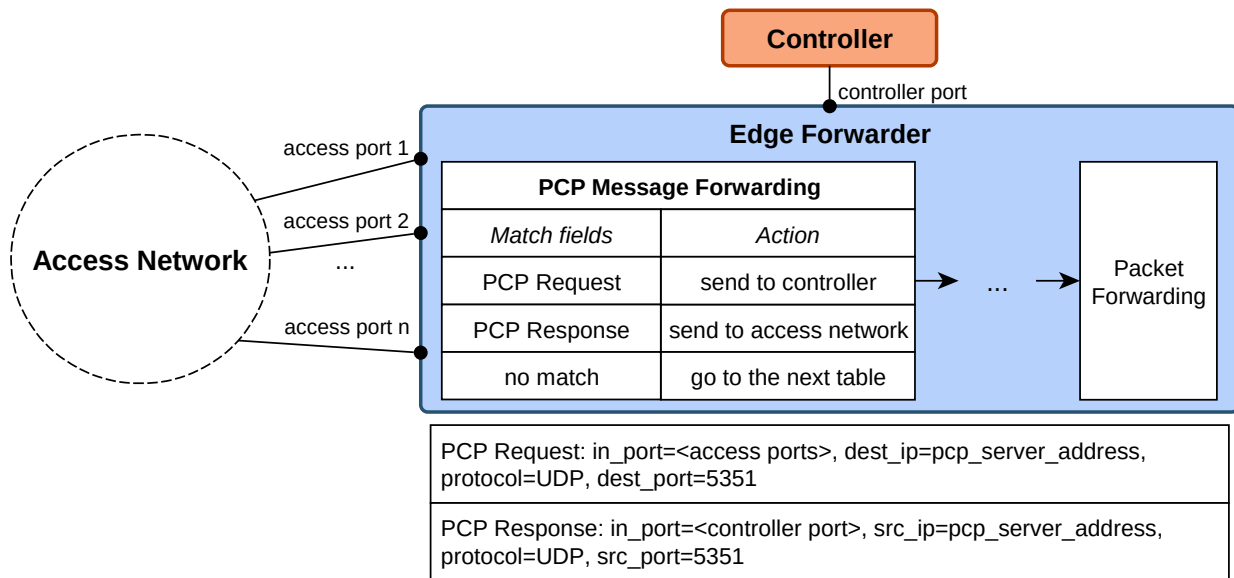 Controller
controller port
Edge Forwarder
access port 1
access port 2
...
access port n
Access Network
PCP Message Forwarding
Match fields Action
PCP Request send to controller
PCP Response send to access network
no match go to the next table
...
Packet
Forwarding
PCP Request: in_port=<access ports>, dest_ip=pcp_server_address,
protocol=UDP, dest_port=5351
PCP Response: in_port=<controller port>, src_ip=pcp_server_address,
protocol=UDP, src_port=5351